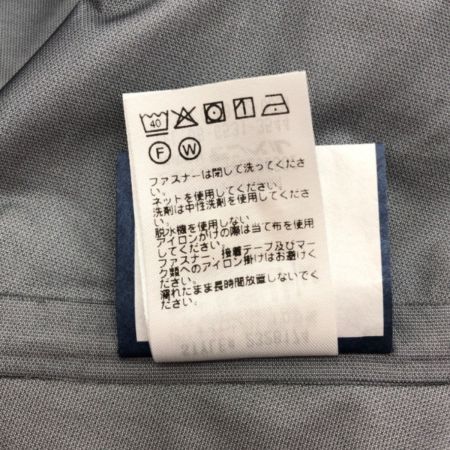 40
F W
ファスナーは閉じて洗ってくださ
い。
ネットを使用してください。
洗剤は中性洗剤を使用してくださ
い。
脱水機を使用しない
アイロンがけの際は当て布を使用
してください。
ファスナー、接着テープ及びマー
ク類へのアイロン掛けはお避けく
ださい。
濡れたまま長時間放置しないでく
ださい。